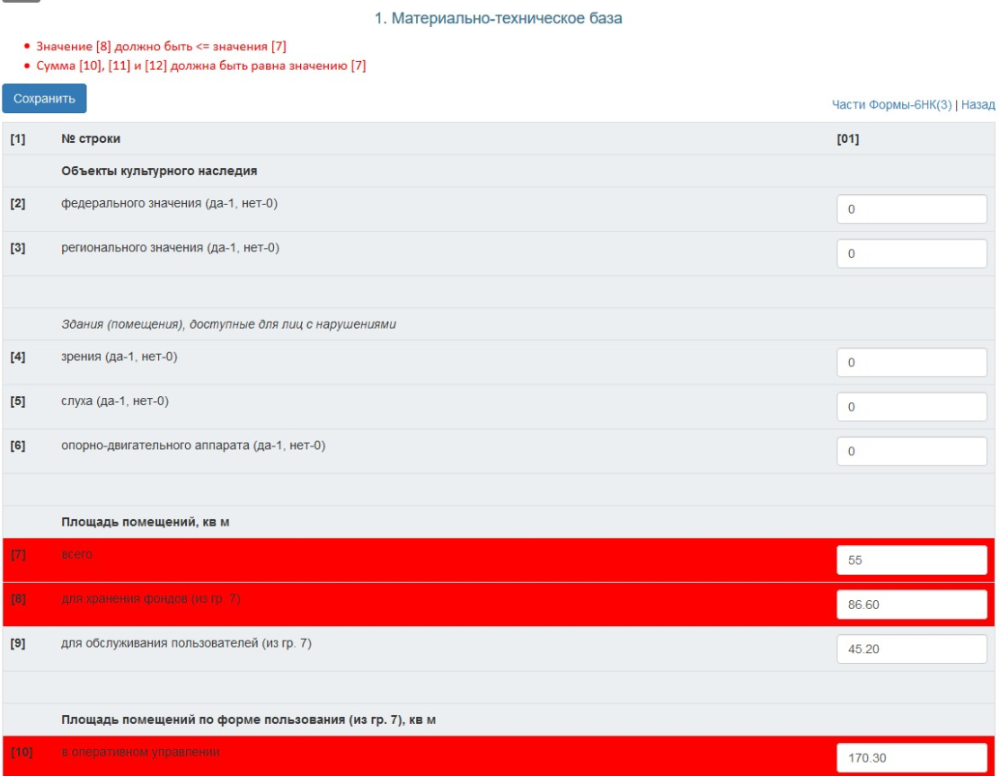 1. Материально-техническое база
Значение [8] должно быть <= значения [7]
Сумма [10], [11] и [12] должна быть равна значению [7]
Сохранить
Части Формы-6НК(3) | Назад
[1] № строки [01]
Объекты культурного наследия
[2] федерального значения (да-1, нет-0) 0
[3] регионального значения (да-1, нет-0) 0
Здания (помещения), доступные для лиц с нарушениями
[4] зрения (да-1, нет-0) 0
[5] слуха (да-1, нет-0) 0
[6] опорно-двигательного аппарата (да-1, нет-0) 0
Площадь помещений, кв м
[7] всего 55
[8] для хранения фондов (из гр. 7) 86.60
[9] для обслуживания пользователей (из гр. 7) 45.20
Площадь помещений по форме пользования (из гр. 7), кв м
[10] в оперативном управлении 170.30